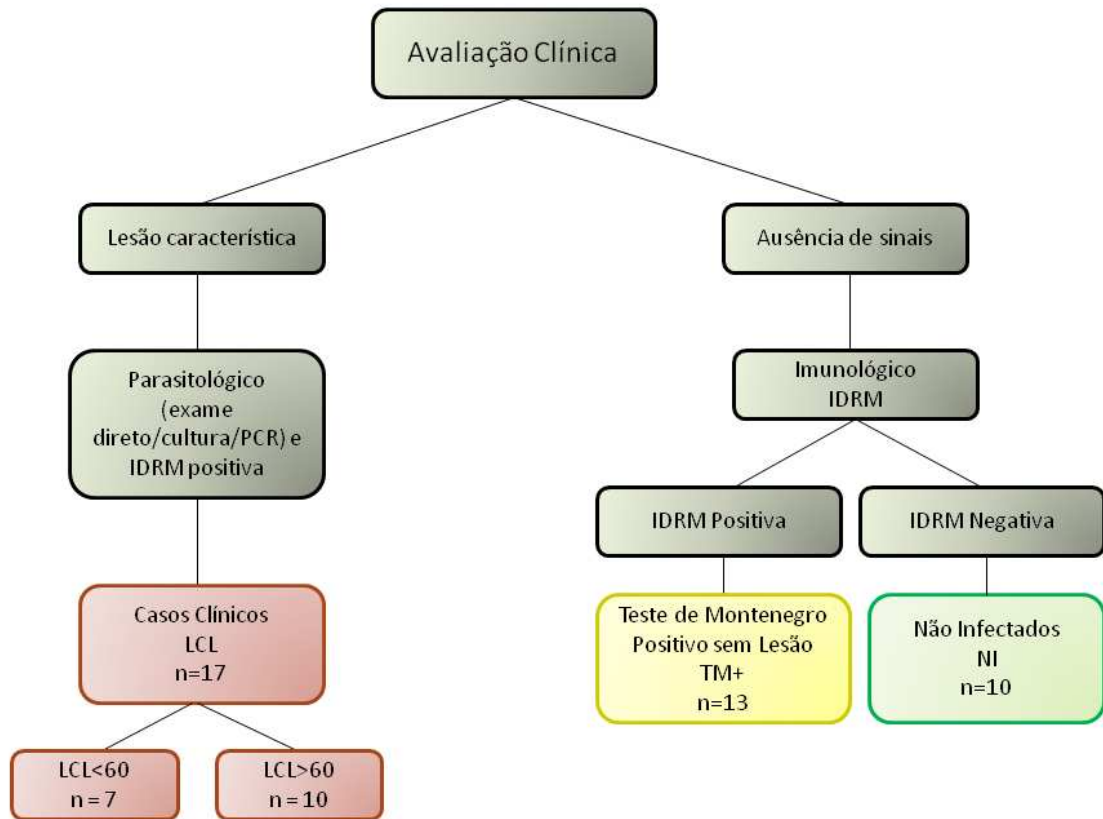 Avaliação Clínica
Lesão característica
Ausência de sinais
Parasitológico
(exame
direto/cultura/PCR) e
IDRM positiva
Imunológico
IDRM
IDRM Positiva
IDRM Negativa
Casos Clínicos
LCL
n=17
Teste de Montenegro
Positivo sem Lesão
TM+
n=13
Não Infectados
NI
n=10
LCL<60
n = 7
LCL>60
n = 10